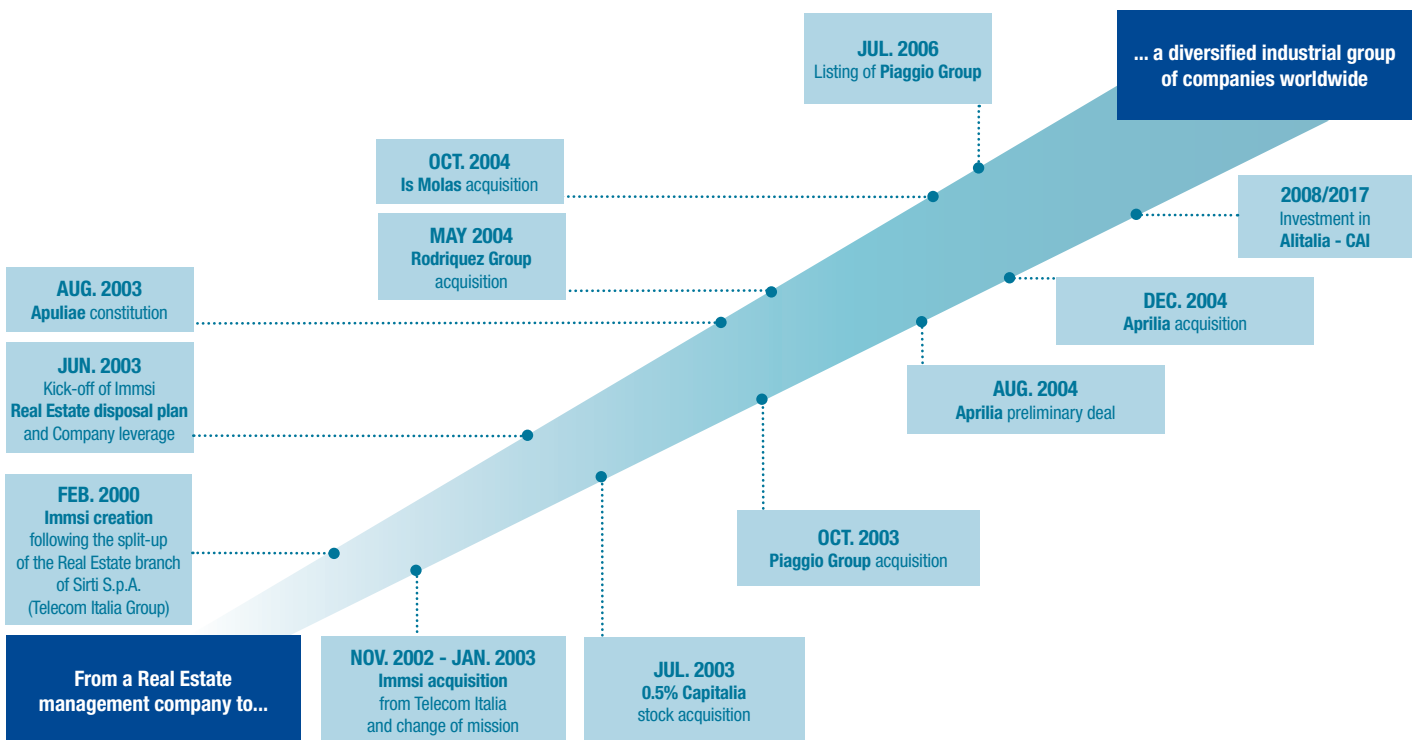 JUL. 2006
Listing of Piaggio Group
... a diversified industrial group
of companies worldwide
OCT. 2004
Is Molas acquisition
2008/2017
Investment in
Alitalia - CAI
MAY 2004
Rodriquez Group
acquisition
AUG. 2003
Apuliae constitution
DEC. 2004
Aprilia acquisition
JUN. 2003
Kick-off of Immsi
Real Estate disposal plan
and Company leverage
AUG. 2004
Aprilia preliminary deal
FEB. 2000
Immsi creation
following the split-up
of the Real Estate branch
of Sirti S.p.A.
(Telecom Italia Group)
OCT. 2003
Piaggio Group acquisition
From a Real Estate
management company to...
NOV. 2002 - JAN. 2003
Immsi acquisition
from Telecom Italia
and change of mission
JUL. 2003
0.5% Capitalia
stock acquisition